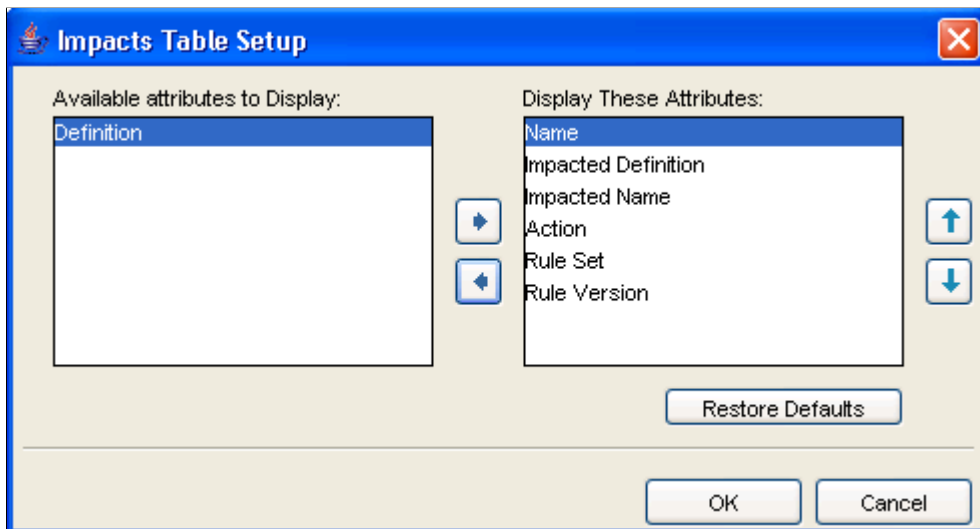 Impacts Table Setup
Available attributes to Display:
Definition
Display These Attributes:
Name
Impacted Definition
Impacted Name
Action
Rule Set
Rule Version
Restore Defaults
OK
Cancel